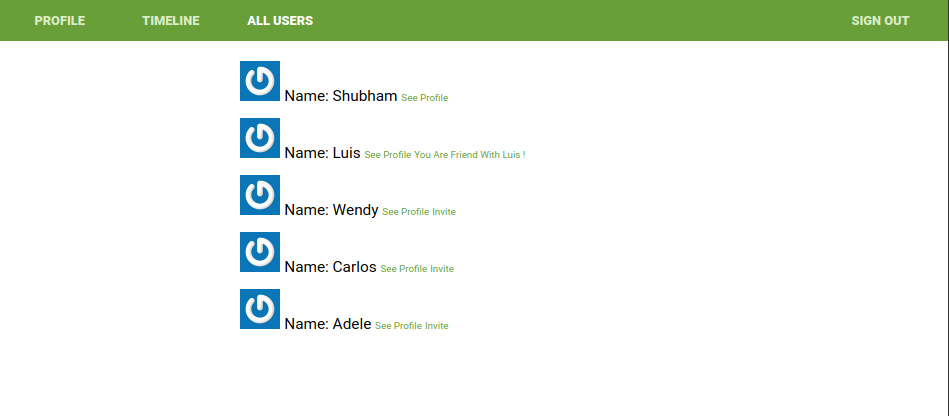 PROFILE TIMELINE ALL USERS SIGN OUT
Name: Shubham See Profile
Name: Luis See Profile You Are Friend With Luis !
Name: Wendy See Profile Invite
Name: Carlos See Profile Invite
Name: Adele See Profile Invite